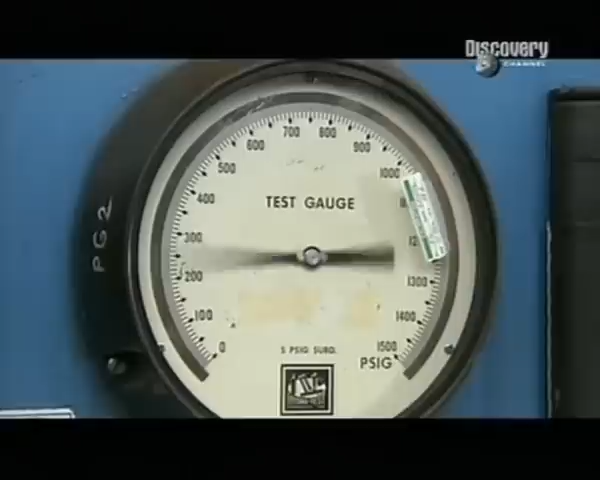 Discovery
CHANNEL
700 800
600 900
500 1000
400
TEST GAUGE
PG2
300
200 1300
100 1400
0 1500
5 PSIG SUBD. PSIG